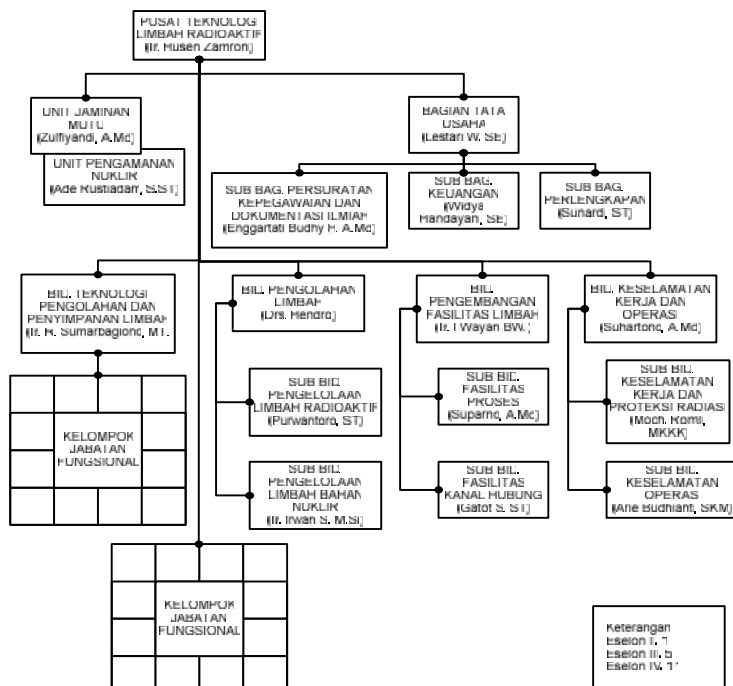 PUSAT TEKNOLOGI
LIMBAH RADIOAKTIF
(Ir. Husen Zamroni)
UNIT JAMINAN
MUTU
(Zulfiyandi, A.Md)
UNIT PENGAMANAN
NUKLIR
(Ade Rustiadam, S.ST)
BAGIAN TATA
USAHA
(Lestari W. SE)
SUB BAG. PERSURATAN
KEPEGAWAIAN DAN
DOKUMENTASI ILMIAH
(Enggartati Budhy H. A.Md)
SUB BAG.
KEUANGAN
(Widya
Handayani, SE)
SUB BAG.
PERLENGKAPAN
(Sunardi, ST)
BID. TEKNOLOGI
PENGOLAHAN DAN
PENYIMPANAN LIMBAH
(Ir. H. Sumarbagiono, MT.
BID. PENGOLAHAN
LIMBAH
(Drs. Hendro)
BID.
PENGEMBANGAN
FASILITAS LIMBAH
(Ir. I Wayan BW.)
BID. KESELAMATAN
KERJA DAN
OPERASI
(Suhartono, A.Md)
KELOMPOK
JABATAN
FUNGSIONAL
SUB BID.
PENGELOLAAN
LIMBAH RADIOAKTIF
(Purwantoro, ST)
SUB BID.
FASILITAS
PROSES
(Suparno, A.Md)
SUB BID.
KESELAMATAN
KERJA DAN
PROTEKSI RADIASI
(Moch. Romli,
MKKK)
SUB BID
PENGELOLAAN
LIMBAH BAHAN
NUKLIR
(Ir. Irwan S. M.Si)
SUB BID.
FASILITAS
KANAL HUBUNG
(Gatot S. ST)
SUB BID.
KESELAMATAN
OPERASI
(Arie Budhianti, SKM)
KELOMPOK
JABATAN
FUNGSIONAL
Keterangan
Eselon II. 1
Eselon III. 5
Eselon IV.